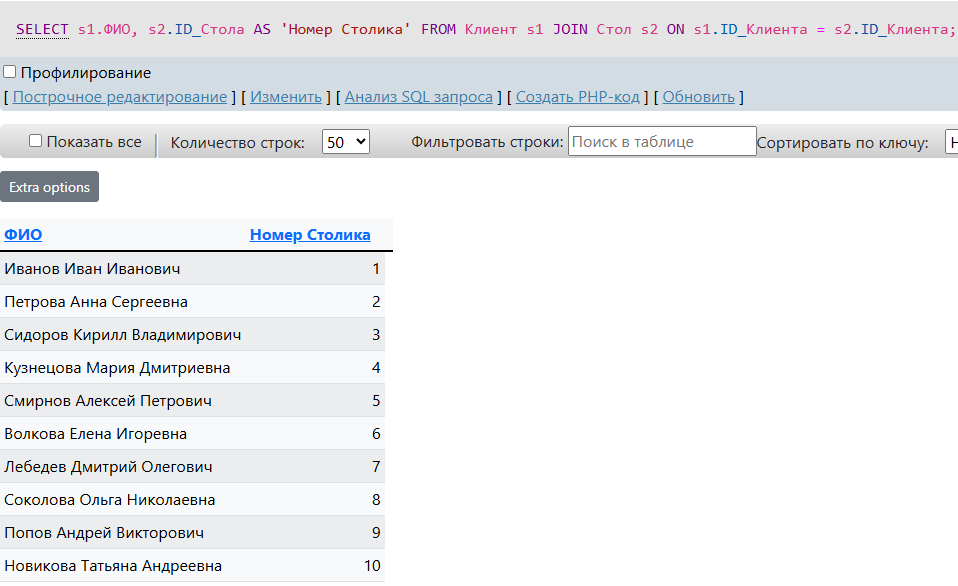 SELECT s1.ФИО, s2.ID_Стола AS 'Номер Столика' FROM Клиент s1 JOIN Стол s2 ON s1.ID_Клиента = s2.ID_Клиента;
Профилирование
[ Построчное редактирование ] [ Изменить ] [ Анализ SQL запроса ] [ Создать PHP-код ] [ Обновить ]
Показать все Количество строк: 50 Фильтровать строки: Поиск в таблице Сортировать по ключу:
Extra options
ФИО Номер Столика
Иванов Иван Иванович 1
Петрова Анна Сергеевна 2
Сидоров Кирилл Владимирович 3
Кузнецова Мария Дмитриевна 4
Смирнов Алексей Петрович 5
Волкова Елена Игоревна 6
Лебедев Дмитрий Олегович 7
Соколова Ольга Николаевна 8
Попов Андрей Викторович 9
Новикова Татьяна Андреевна 10